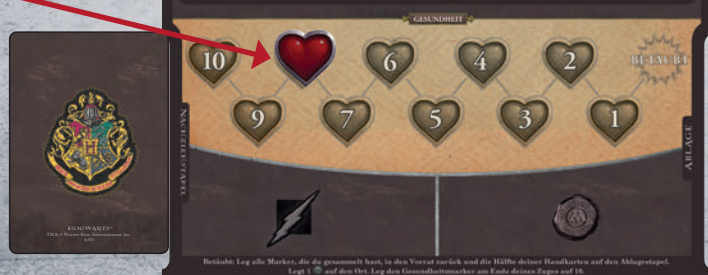 GESUNDHEIT
10
6
4
2
BETÄUBT
9
7
5
3
1
NACHZIEHSTAPEL
ABLAGE
HOGWARTS
Betäubt: Leg alle Marker, die du gesammelt hast, in den Vorrat zurück und die Hälfte deiner Handkarten auf den Ablagestapel.
Legt 1 auf den Ort. Leg den Gesundheitsmarker am Ende deines Zuges auf 10.